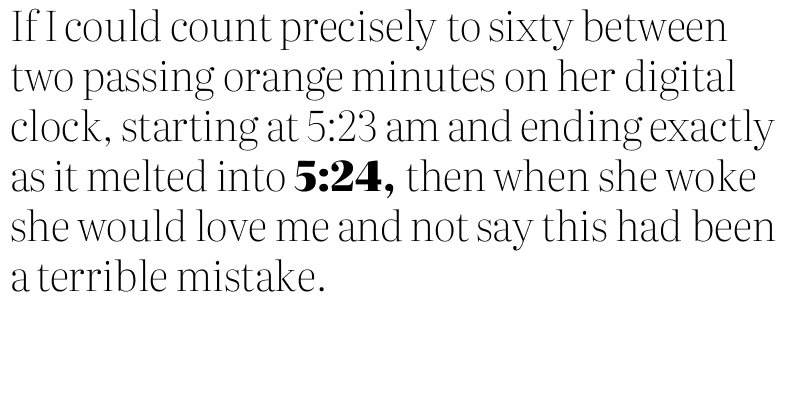 If I could count precisely to sixty between
two passing orange minutes on her digital
clock, starting at 5:23 am and ending exactly
as it melted into 5:24, then when she woke
she would love me and not say this had been
a terrible mistake.